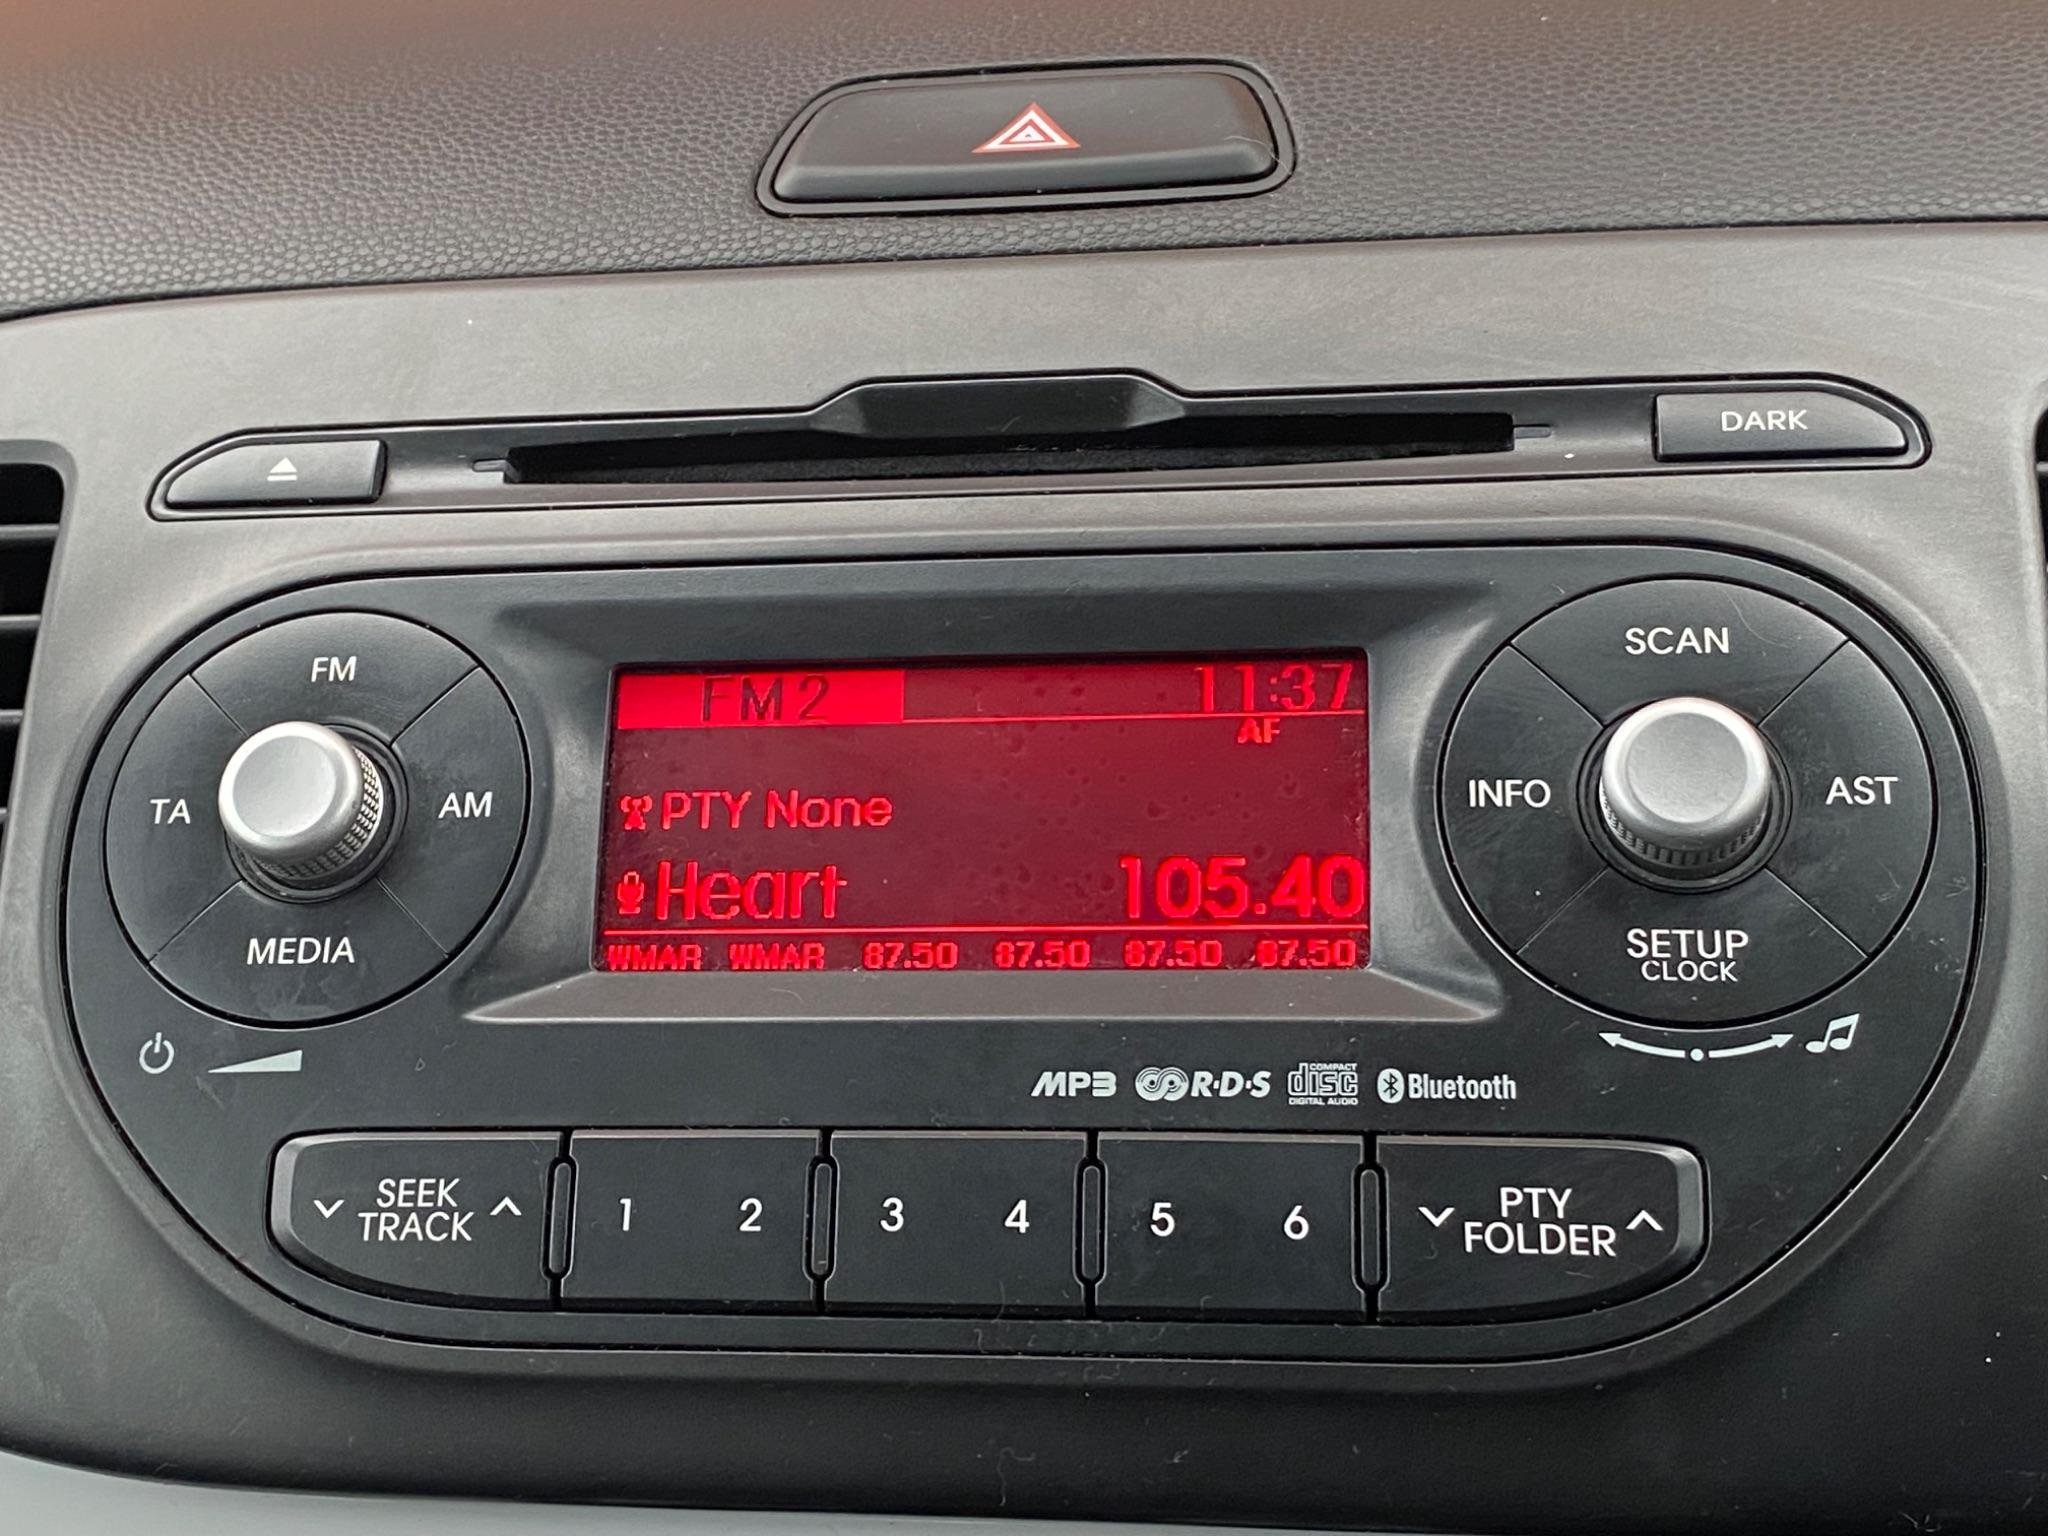 DARK
FM
TA
AM
MEDIA
FM2
11:37
AF
PTY None
Heart 105.40
WMAR WMAR 87.50 87.50 87.50 87.50
SCAN
INFO
AST
SETUP
CLOCK
MP3 R·D·S COMPACT disc DIGITAL AUDIO Bluetooth
SEEK
TRACK
1 2 3 4 5 6
PTY
FOLDER